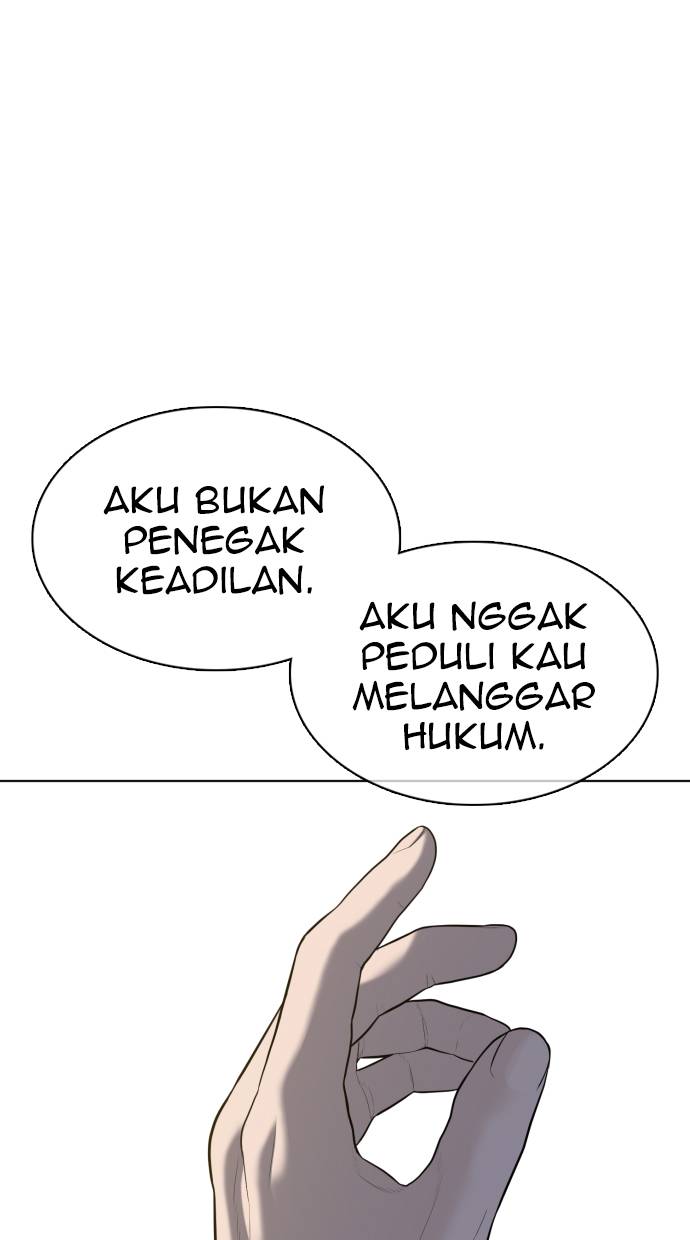 AKU BUKAN
PENEGAK
KEADILAN.
AKU NGGAK
PEDULI KAU
MELANGGAR
HUKUM.